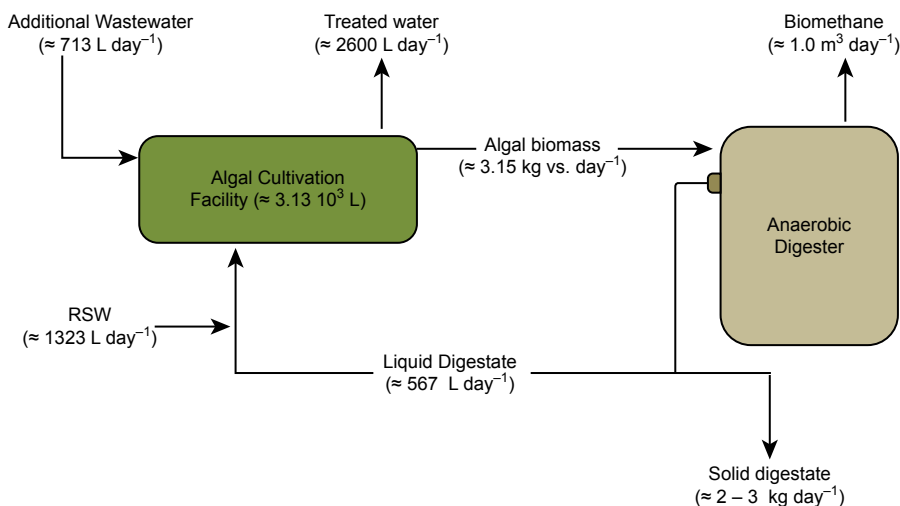 Additional Wastewater
(≈ 713 L day⁻¹)
Treated water
(≈ 2600 L day⁻¹)
Biomethane
(≈ 1.0 m³ day⁻¹)
Algal Cultivation
Facility (≈ 3.13 10³ L)
Algal biomass
(≈ 3.15 kg vs. day⁻¹)
Anaerobic
Digester
RSW
(≈ 1323 L day⁻¹)
Liquid Digestate
(≈ 567 L day⁻¹)
Solid digestate
(≈ 2 – 3 kg day⁻¹)